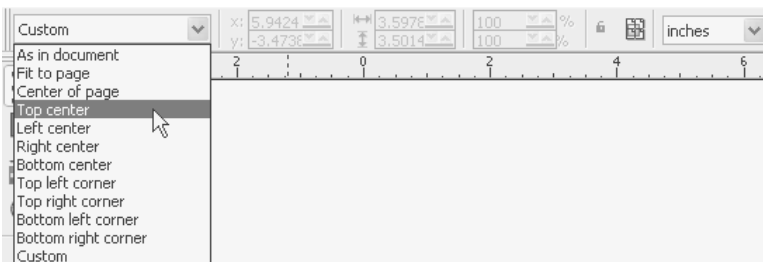 Custom x: 5.9424 3.5978 100 % inches
y: -3.4738 3.5014 100 %
As in document
Fit to page
Center of page
Top center
Left center
Right center
Bottom center
Top left corner
Top right corner
Bottom left corner
Bottom right corner
Custom
2 0 2 4 6